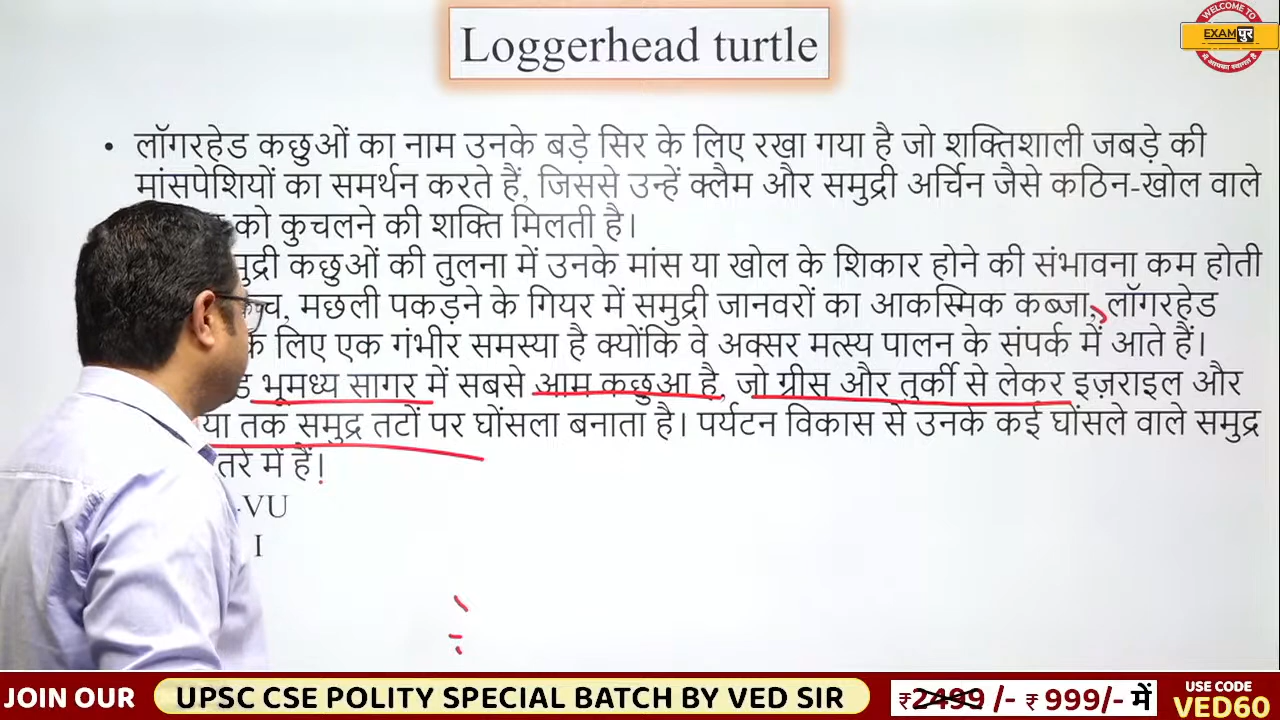 Loggerhead turtle
WELCOME TO
EXAMपुर
में आपका स्वागत है
• लॉगरहेड कछुओं का नाम उनके बड़े सिर के लिए रखा गया है जो शक्तिशाली जबड़े की
मांसपेशियों का समर्थन करते हैं, जिससे उन्हें क्लैम और समुद्री अर्चिन जैसे कठिन-खोल वाले
को कुचलने की शक्ति मिलती है।
कछुओं की तुलना में उनके मांस या खोल के शिकार होने की संभावना कम होती
मछली पकड़ने के गियर में समुद्री जानवरों का आकस्मिक कब्जा, लॉगरहेड
के लिए एक गंभीर समस्या है क्योंकि वे अक्सर मत्स्य पालन के संपर्क में आते हैं।
भूमध्य सागर में सबसे आम कछुआ है, जो ग्रीस और तुर्की से लेकर इज़राइल और
तक समुद्र तटों पर घोंसला बनाता है। पर्यटन विकास से उनके कई घोंसले वाले समुद्र
में हैं!
-VU
I
JOIN OUR UPSC CSE POLITY SPECIAL BATCH BY VED SIR ₹2499/- ₹999/- में USE CODE
VED60